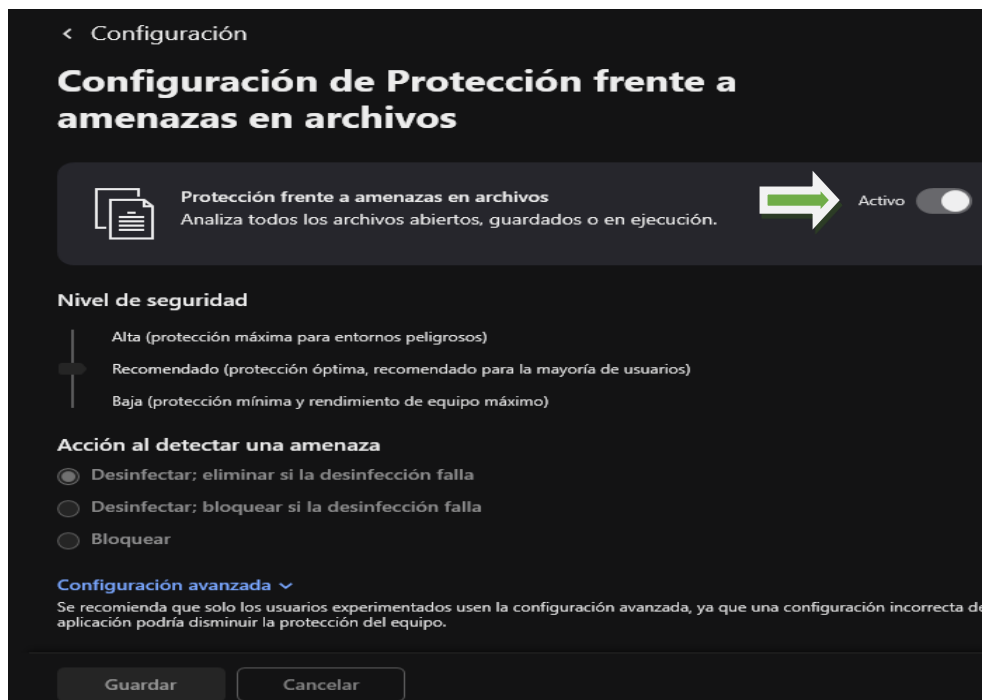 Configuración
Configuración de Protección frente a
amenazas en archivos
Protección frente a amenazas en archivos
Analiza todos los archivos abiertos, guardados o en ejecución.
Activo
Nivel de seguridad
Alta (protección máxima para entornos peligrosos)
Recomendado (protección óptima, recomendado para la mayoría de usuarios)
Baja (protección mínima y rendimiento de equipo máximo)
Acción al detectar una amenaza
Desinfectar; eliminar si la desinfección falla
Desinfectar; bloquear si la desinfección falla
Bloquear
Configuración avanzada
Se recomienda que solo los usuarios experimentados usen la configuración avanzada, ya que una configuración incorrecta de
aplicación podría disminuir la protección del equipo.
Guardar
Cancelar